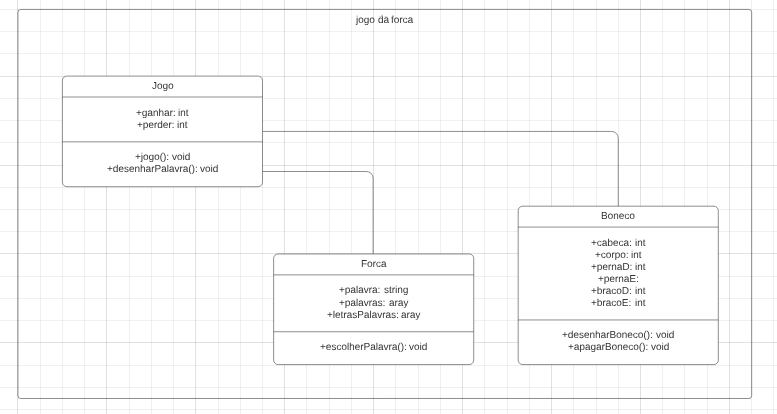 jogo da forca
Jogo
+ganhar: int
+perder: int
+jogo(): void
+desenharPalavra(): void
Forca
+palavra: string
+palavras: aray
+letrasPalavras: aray
+escolherPalavra(): void
Boneco
+cabeca: int
+corpo: int
+pernaD: int
+pernaE:
+bracoD: int
+bracoE: int
+desenharBoneco(): void
+apagarBoneco(): void